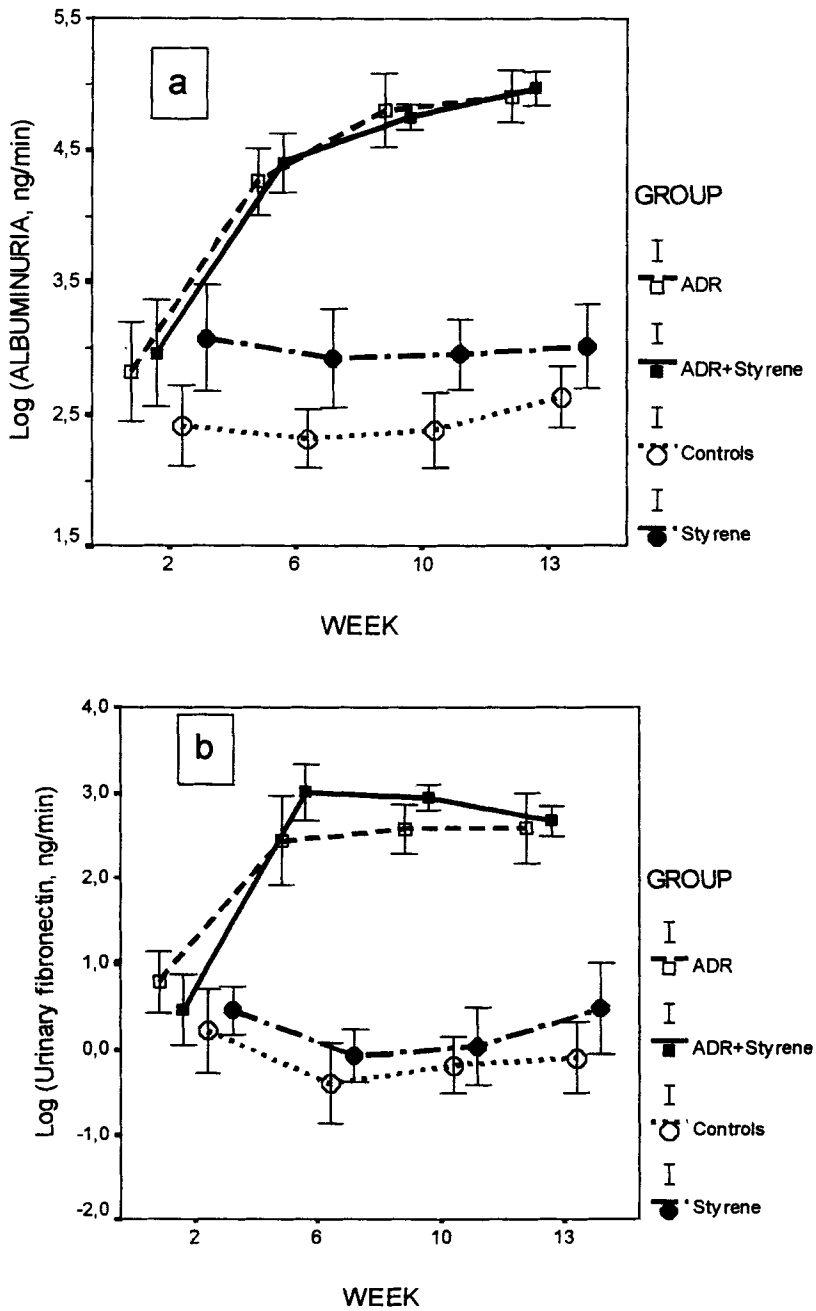 a
Log (ALBUMINURIA, ng/min)
5,5
4,5
3,5
2,5
1,5
2 6 10 13
WEEK
GROUP
ADR
ADR+Styrene
Controls
Styrene
b
Log (Urinary fibronectin, ng/min)
4,0
3,0
2,0
1,0
0,0
-1,0
-2,0
2 6 10 13
WEEK
GROUP
ADR
ADR+Styrene
Controls
Styrene